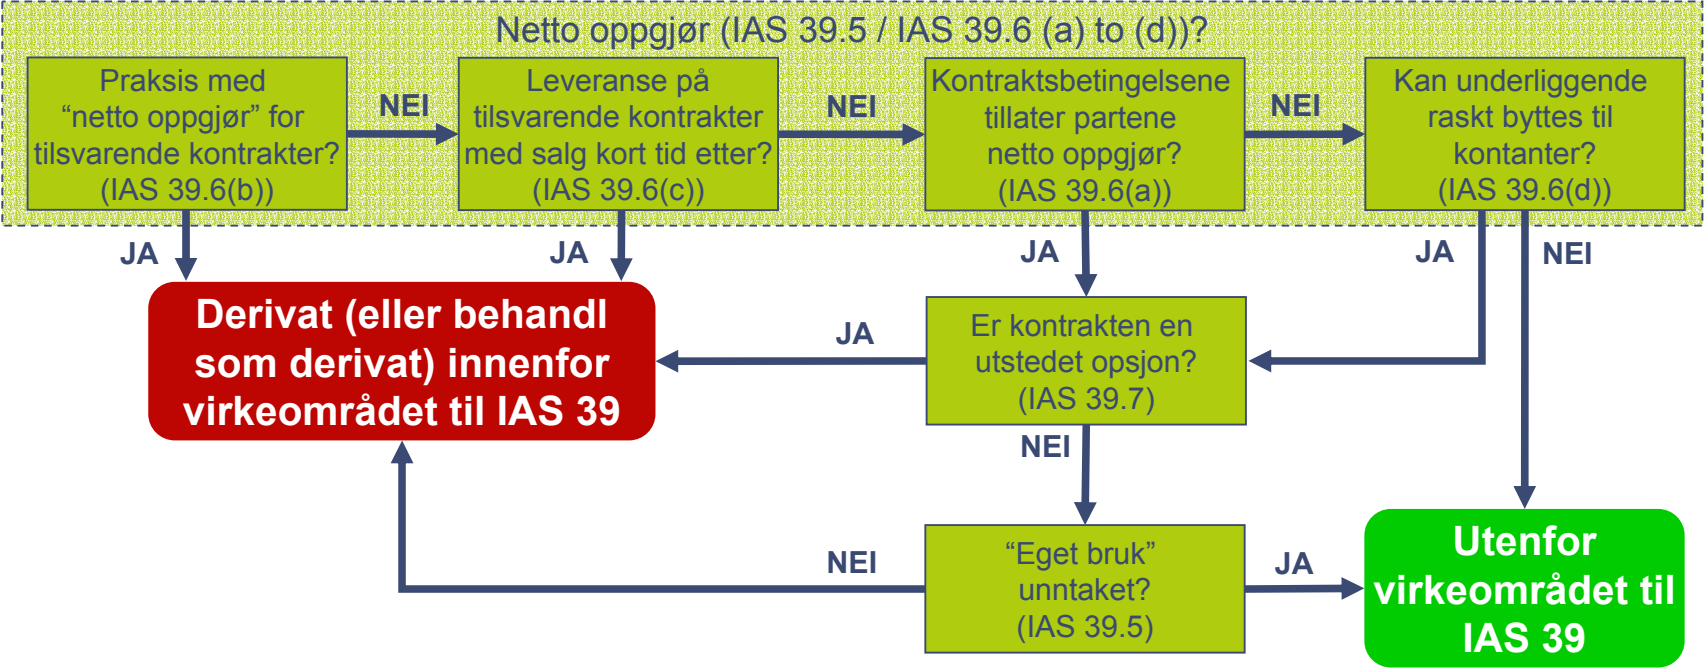 Netto oppgjør (IAS 39.5 / IAS 39.6 (a) to (d))?
Praksis med
“netto oppgjør” for
tilsvarende kontrakter?
(IAS 39.6(b))
NEI
Leveranse på
tilsvarende kontrakter
med salg kort tid etter?
(IAS 39.6(c))
NEI
Kontraktsbetingelsene
tillater partene
netto oppgjør?
(IAS 39.6(a))
NEI
Kan underliggende
raskt byttes til
kontanter?
(IAS 39.6(d))
JA
JA
JA
JA
NEI
Derivat (eller behandl
som derivat) innenfor
virkeområdet til IAS 39
JA
Er kontrakten en
utstedet opsjon?
(IAS 39.7)
NEI
NEI
“Eget bruk”
unntaket?
(IAS 39.5)
JA
Utenfor
virkeområdet til
IAS 39